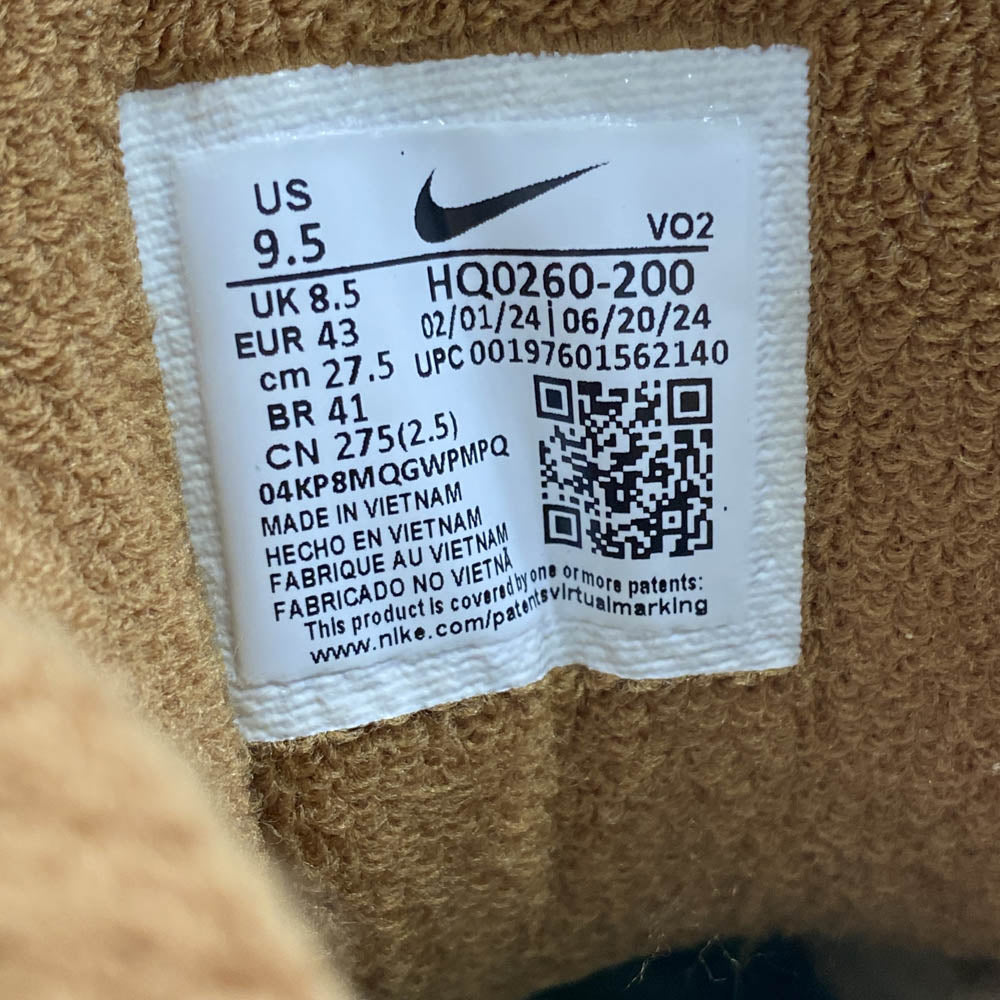 US
9.5
VO2
UK 8.5
EUR 43
cm 27.5
BR 41
CN 275(2.5)
HQ0260-200
02/01/24|06/20/24
UPC 00197601562140
04KP8MQGWPMPQ
MADE IN VIETNAM
HECHO EN VIETNAM
FABRIQUE AU VIETNAM
FABRICADO NO VIETNÃ
This product is covered by one or more patents:
www.nike.com/patentsvirtualmarking